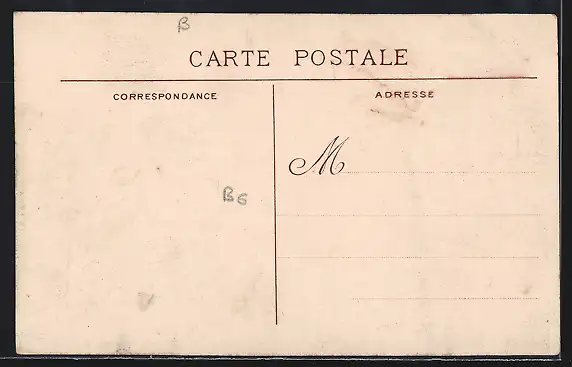 B
CARTE POSTALE
CORRESPONDANCE
ADRESSE
M
B6